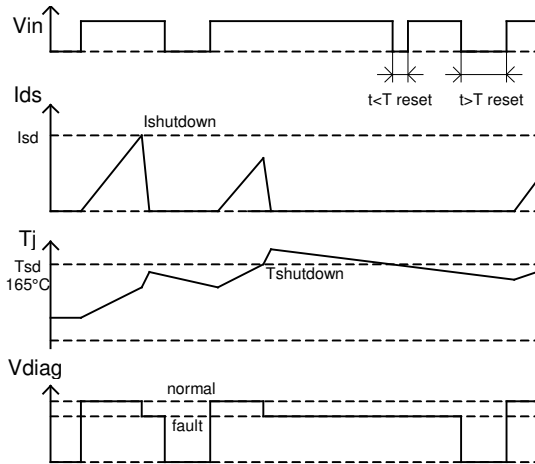 Vin
t<T reset
t>T reset
Ids
Isd
Ishutdown
Tj
Tsd
165°C
Tshutdown
Vdiag
normal
fault